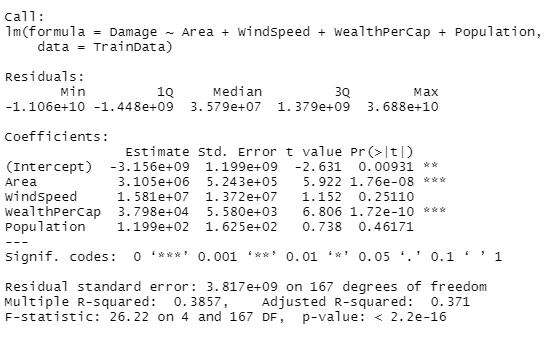 Call:
lm(formula = Damage ~ Area + WindSpeed + WealthPerCap + Population,
    data = TrainData)
Residuals:
       Min         1Q     Median         3Q        Max
-1.106e+10 -1.448e+09  3.579e+07  1.379e+09  3.688e+10
Coefficients:
               Estimate Std. Error t value Pr(>|t|)
(Intercept)  -3.156e+09  1.199e+09  -2.631  0.00931 **
Area          3.105e+06  5.243e+05   5.922 1.76e-08 ***
WindSpeed     1.581e+07  1.372e+07   1.152  0.25110
WealthPerCap  3.798e+04  5.580e+03   6.806 1.72e-10 ***
Population    1.199e+02  1.625e+02   0.738  0.46171
---
Signif. codes:  0 ‘***’ 0.001 ‘**’ 0.01 ‘*’ 0.05 ‘.’ 0.1 ‘ ’ 1
Residual standard error: 3.817e+09 on 167 degrees of freedom
Multiple R-squared:  0.3857,    Adjusted R-squared:  0.371
F-statistic: 26.22 on 4 and 167 DF,  p-value: < 2.2e-16